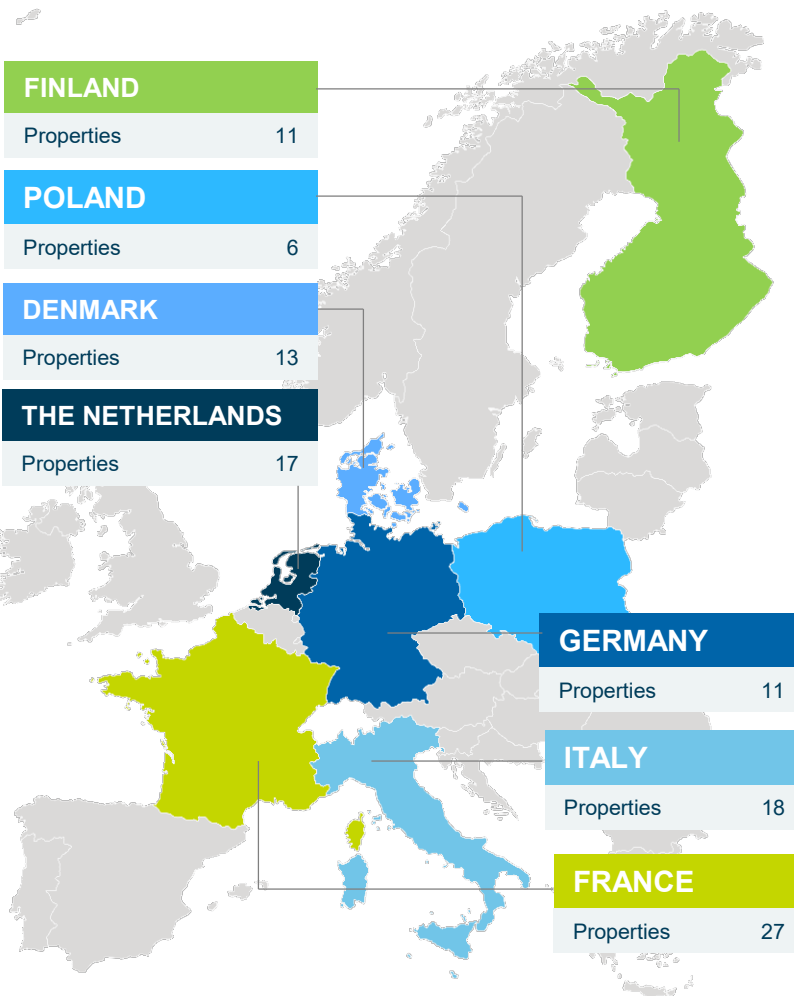 FINLAND
Properties 11
POLAND
Properties 6
DENMARK
Properties 13
THE NETHERLANDS
Properties 17
GERMANY
Properties 11
ITALY
Properties 18
FRANCE
Properties 27